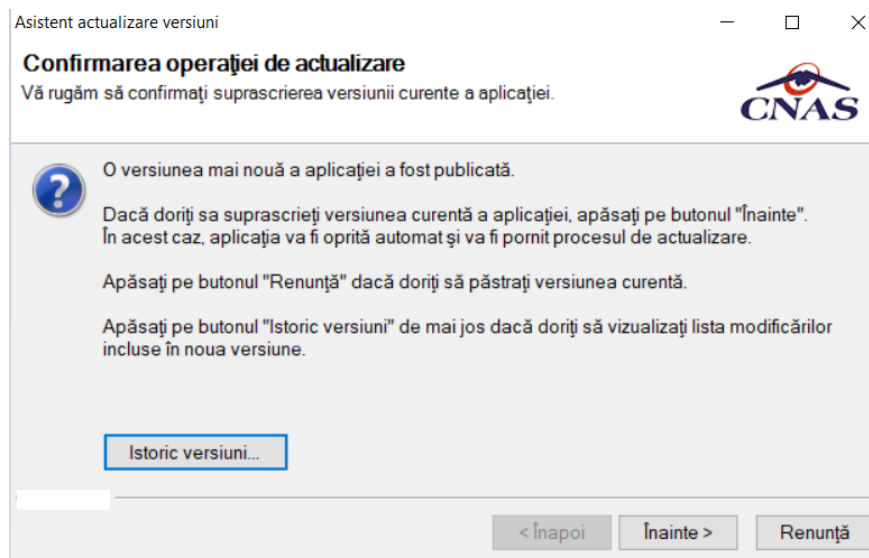 Asistent actualizare versiuni
Confirmarea operaţiei de actualizare
Vă rugăm să confirmaţi suprascrierea versiunii curente a aplicaţiei.
CNAS
O versiunea mai nouă a aplicaţiei a fost publicată.
Dacă doriţi sa suprascrieţi versiunea curentă a aplicaţiei, apăsaţi pe butonul "Înainte".
În acest caz, aplicaţia va fi oprită automat şi va fi pornit procesul de actualizare.
Apăsaţi pe butonul "Renunţă" dacă doriţi să păstraţi versiunea curentă.
Apăsaţi pe butonul "Istoric versiuni" de mai jos dacă doriţi să vizualizaţi lista modificărilor
incluse în noua versiune.
Istoric versiuni...
< Înapoi
Înainte >
Renunţă